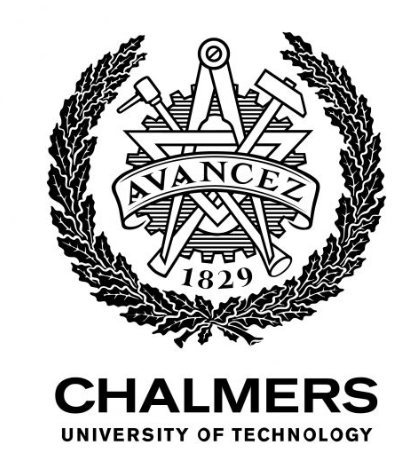 AVANCEZ
1829
CHALMERS
UNIVERSITY OF TECHNOLOGY